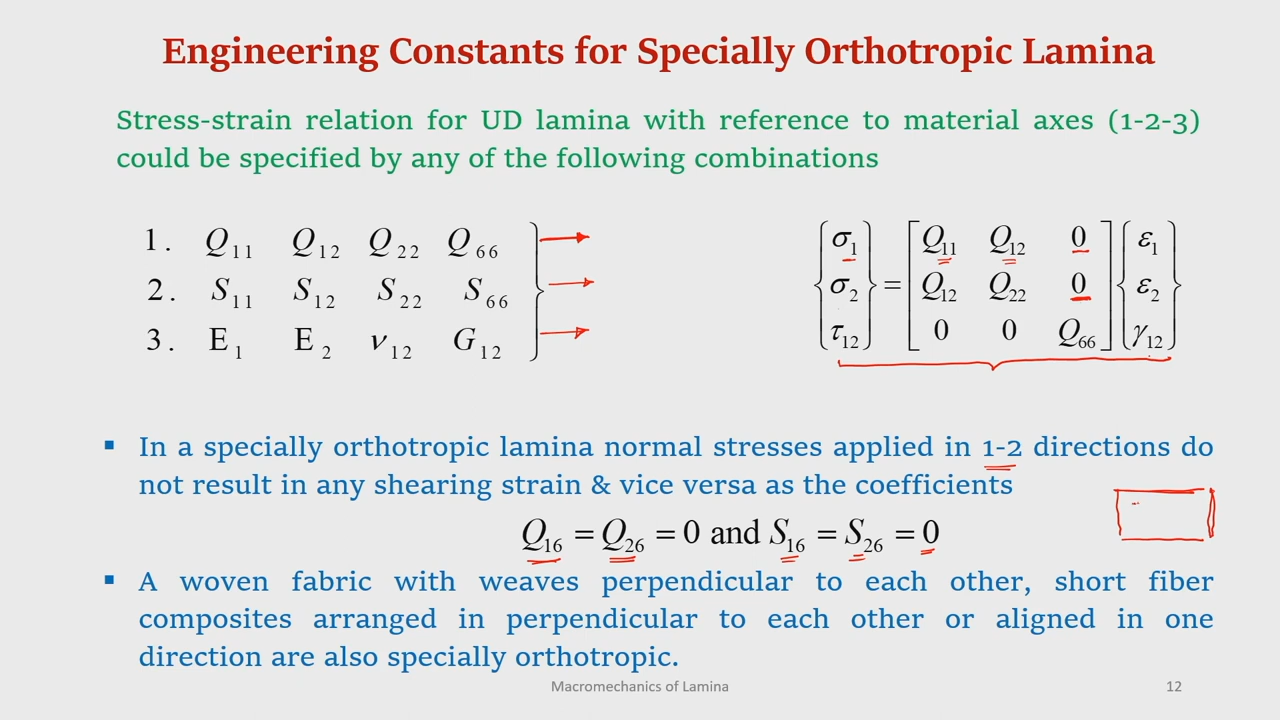 Engineering Constants for Specially Orthotropic Lamina
Stress-strain relation for UD lamina with reference to material axes (1-2-3)
could be specified by any of the following combinations
1. Q11 Q12 Q22 Q66
2. S11 S12 S22 S66
3. E1 E2 ν12 G12
{σ1 σ2 τ12} = [Q11 Q12 0; Q12 Q22 0; 0 0 Q66] {ε1 ε2 γ12}
▪ In a specially orthotropic lamina normal stresses applied in 1-2 directions do
not result in any shearing strain & vice versa as the coefficients
Q16 = Q26 = 0 and S16 = S26 = 0
▪ A woven fabric with weaves perpendicular to each other, short fiber
composites arranged in perpendicular to each other or aligned in one
direction are also specially orthotropic.
Macromechanics of Lamina 12